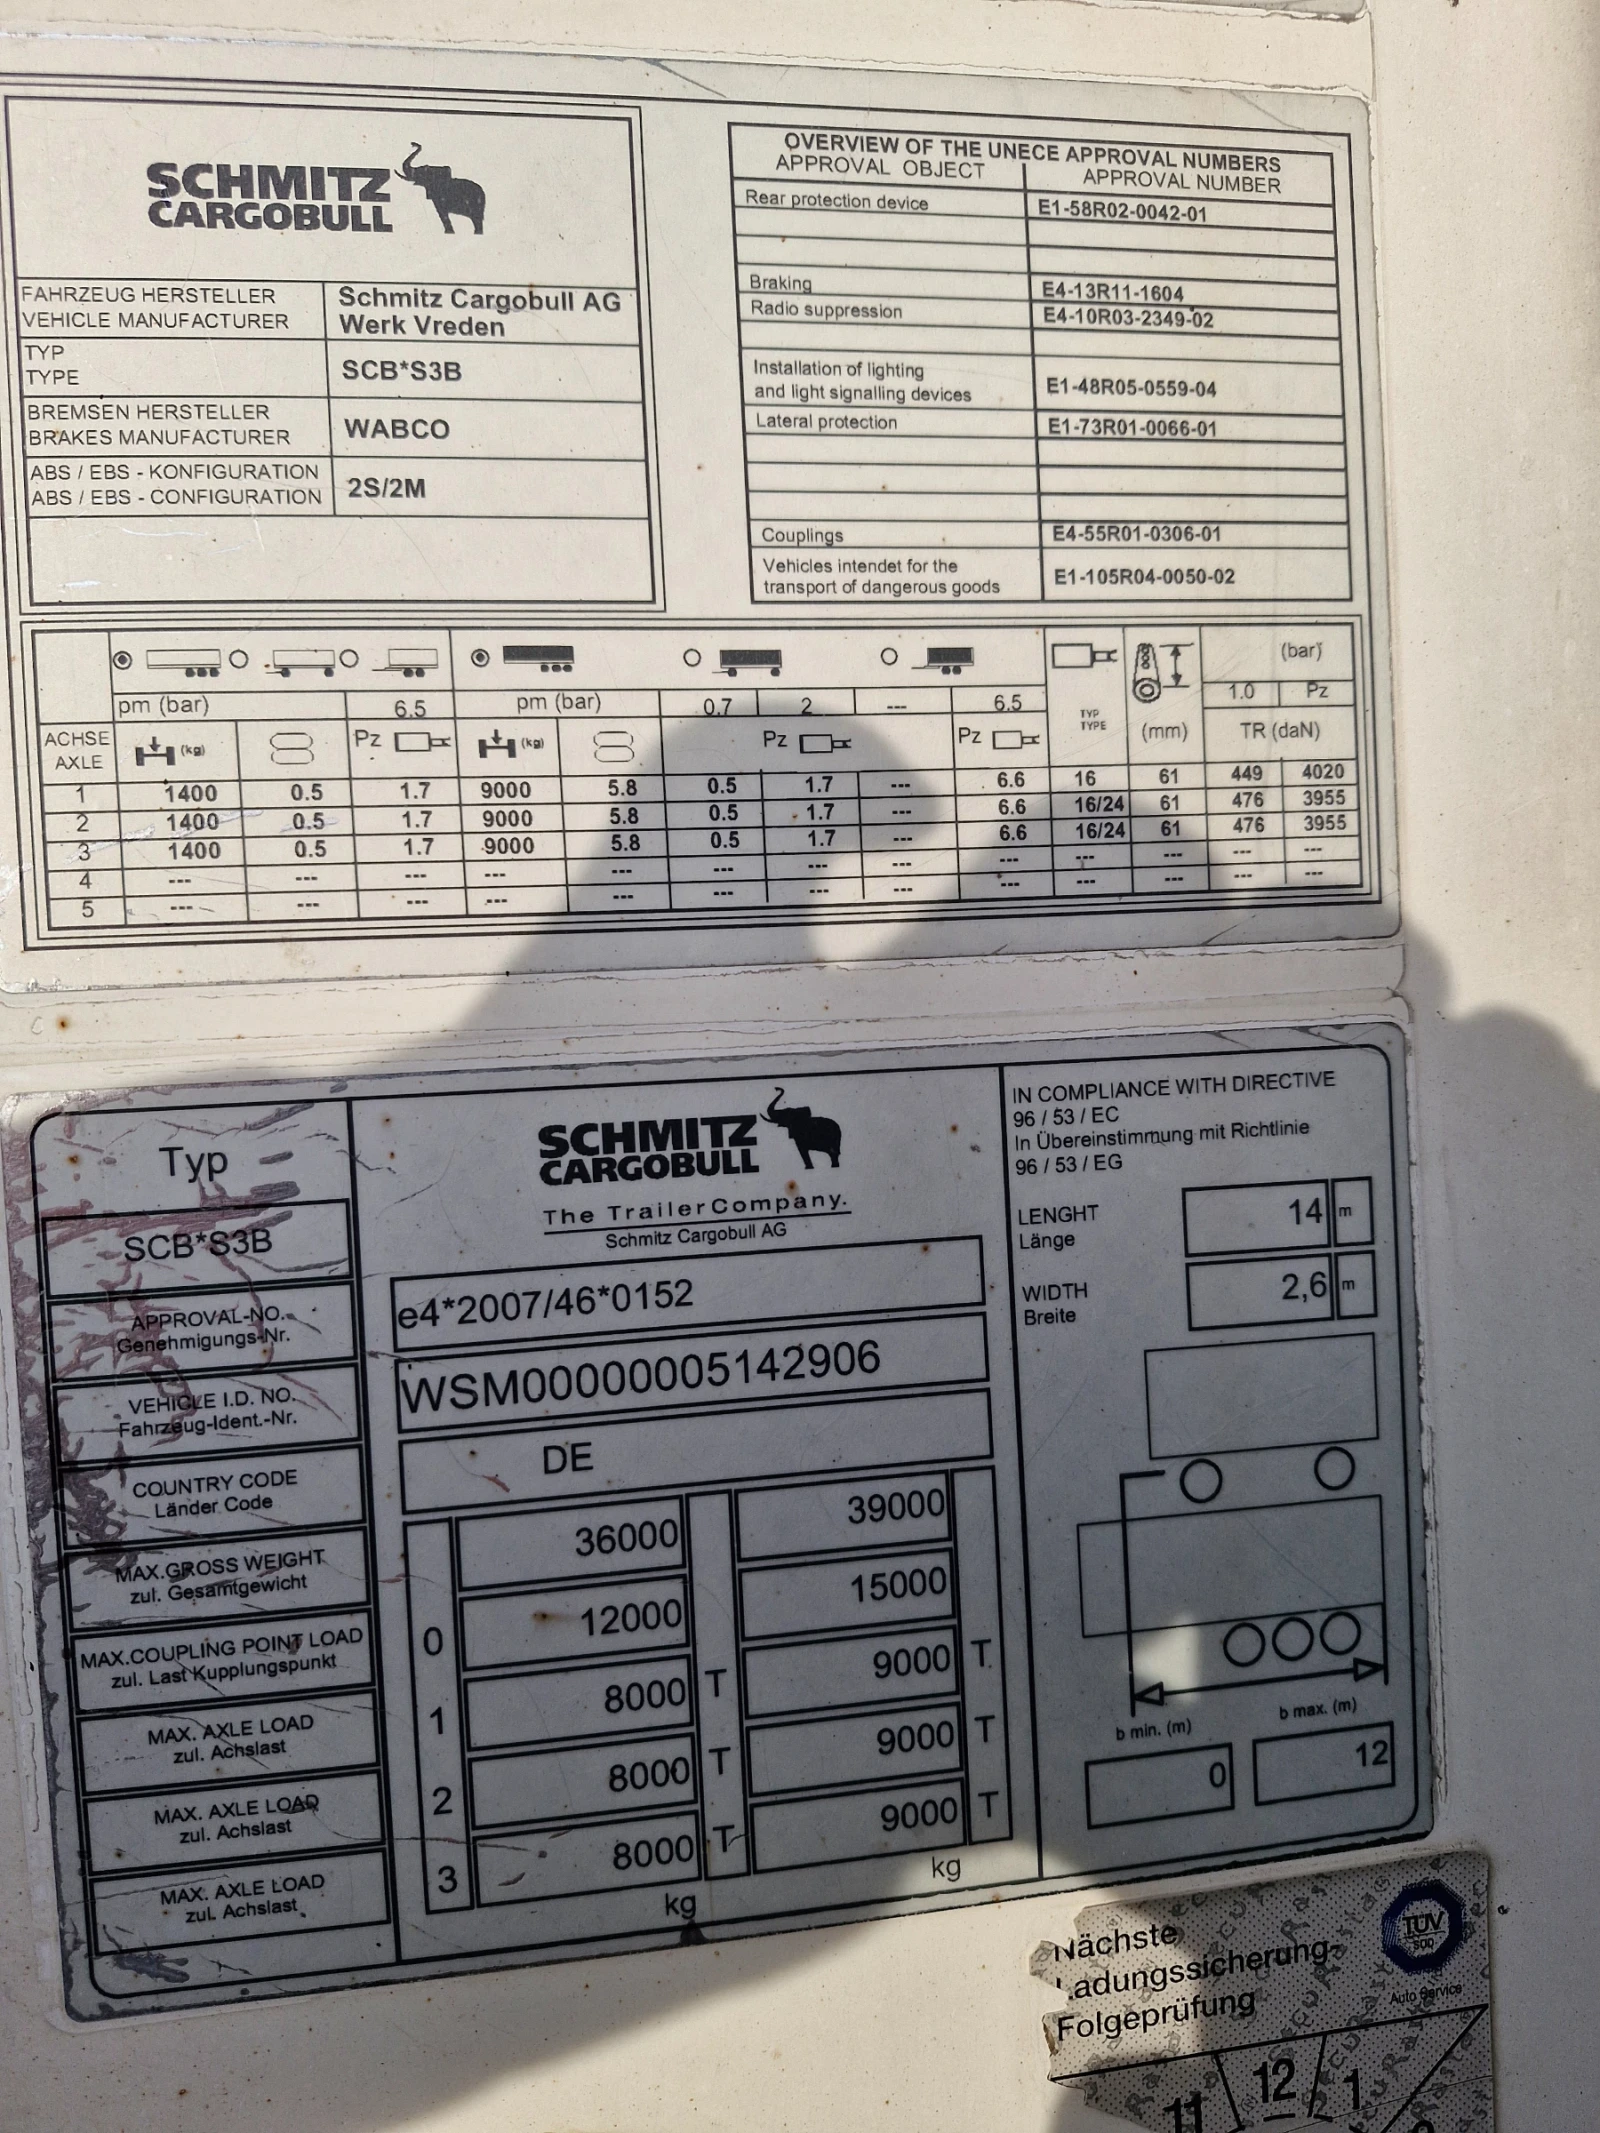 SCHMITZ
CARGOBULL
FAHRZEUG HERSTELLER
VEHICLE MANUFACTURER
Schmitz Cargobull AG
Werk Vreden
TYP
TYPE
SCB*S3B
BREMSEN HERSTELLER
BRAKES MANUFACTURER
WABCO
ABS / EBS - KONFIGURATION
ABS / EBS - CONFIGURATION
2S/2M
OVERVIEW OF THE UNECE APPROVAL NUMBERS
APPROVAL OBJECT APPROVAL NUMBER
Rear protection device E1-58R02-0042-01
Braking E4-13R11-1604
Radio suppression E4-10R03-2349-02
Installation of lighting
and light signalling devices E1-48R05-0559-04
Lateral protection E1-73R01-0066-01
Couplings E4-55R01-0306-01
Vehicles intendet for the
transport of dangerous goods E1-105R04-0050-02
(bar)
pm (bar) 6.5 pm (bar) 0.7 2 --- 6.5 TYP TYPE (mm) 1.0 Pz
ACHSE
AXLE (kg) Pz (kg) Pz Pz TR (daN)
1 1400 0.5 1.7 9000 5.8 0.5 1.7 --- 6.6 16 61 449 4020
2 1400 0.5 1.7 9000 5.8 0.5 1.7 --- 6.6 16/24 61 476 3955
3 1400 0.5 1.7 9000 5.8 0.5 1.7 --- 6.6 16/24 61 476 3955
4 --- --- --- --- --- --- --- --- --- --- --- --- ---
5 --- --- --- --- --- --- --- --- --- --- --- --- ---
Typ
SCB*S3B
SCHMITZ
CARGOBULL
The TrailerCompany.
Schmitz Cargobull AG
APPROVAL-NO.
Genehmigungs-Nr.
e4*2007/46*0152
VEHICLE I.D. NO.
Fahrzeug-Ident.-Nr.
WSM00000005142906
COUNTRY CODE
Länder Code
DE
MAX.GROSS WEIGHT
zul. Gesamtgewicht
36000 39000
MAX.COUPLING POINT LOAD
zul. Last Kupplungspunkt
0 12000 15000
MAX. AXLE LOAD
zul. Achslast
1 8000 T 9000 T
MAX. AXLE LOAD
zul. Achslast
2 8000 T 9000 T
MAX. AXLE LOAD
zul. Achslast
3 8000 T 9000 T
kg kg
IN COMPLIANCE WITH DIRECTIVE
96 / 53 / EC
In Übereinstimmung mit Richtlinie
96 / 53 / EG
LENGHT
Länge
14 m
WIDTH
Breite
2,6 m
b min. (m) b max. (m)
0 12
Nächste
Ladungssicherung-
Folgeprüfung
TÜV
SÜD
Auto Service
11 12 1